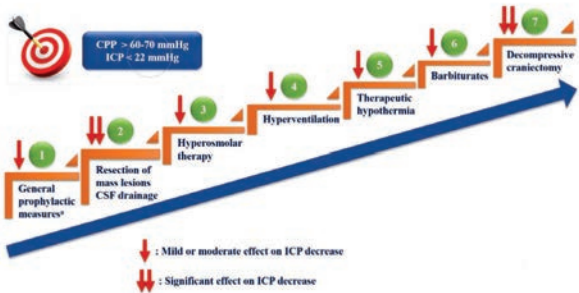 CPP > 60-70 mmHg
ICP < 22 mmHg
1
General
prophylactic
measures*
2
Resection of
mass lesions
CSF drainage
3
Hyperosmolar
therapy
4
Hyperventilation
5
Therapeutic
hypothermia
6
Barbiturates
7
Decompressive
craniectomy
: Mild or moderate effect on ICP decrease
: Significant effect on ICP decrease